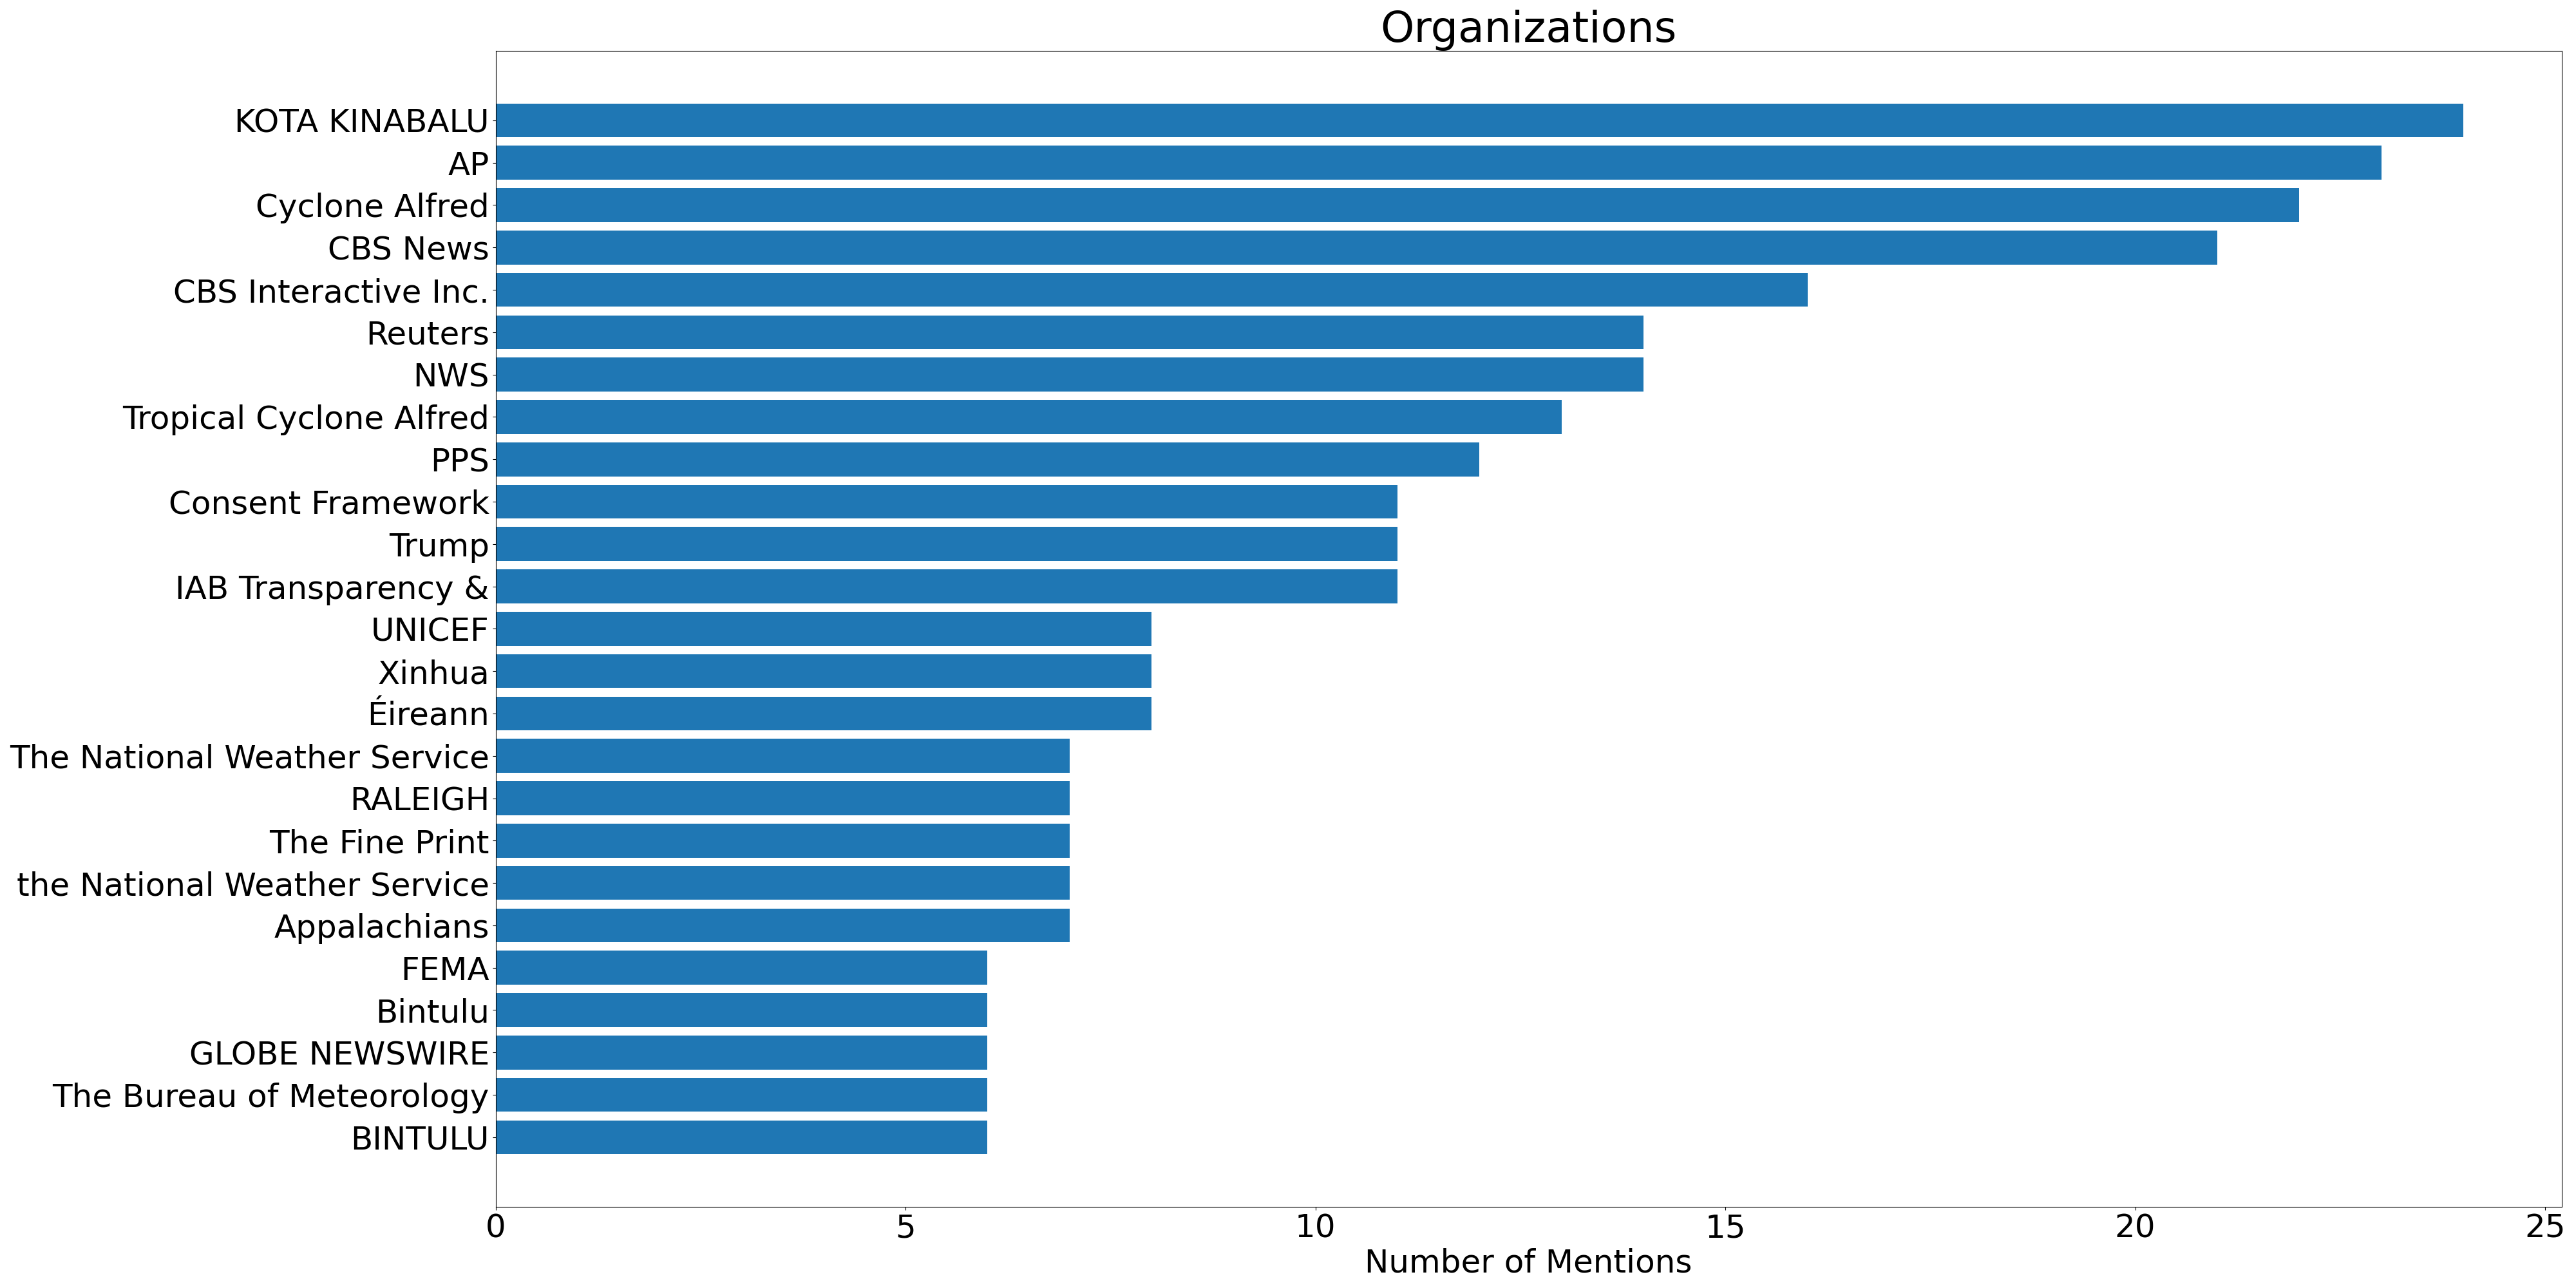 Organizations
KOTA KINABALU
AP
Cyclone Alfred
CBS News
CBS Interactive Inc.
Reuters
NWS
Tropical Cyclone Alfred
PPS
Consent Framework
Trump
IAB Transparency &
UNICEF
Xinhua
Éireann
The National Weather Service
RALEIGH
The Fine Print
the National Weather Service
Appalachians
FEMA
Bintulu
GLOBE NEWSWIRE
The Bureau of Meteorology
BINTULU
0 5 10 15 20 25
Number of Mentions